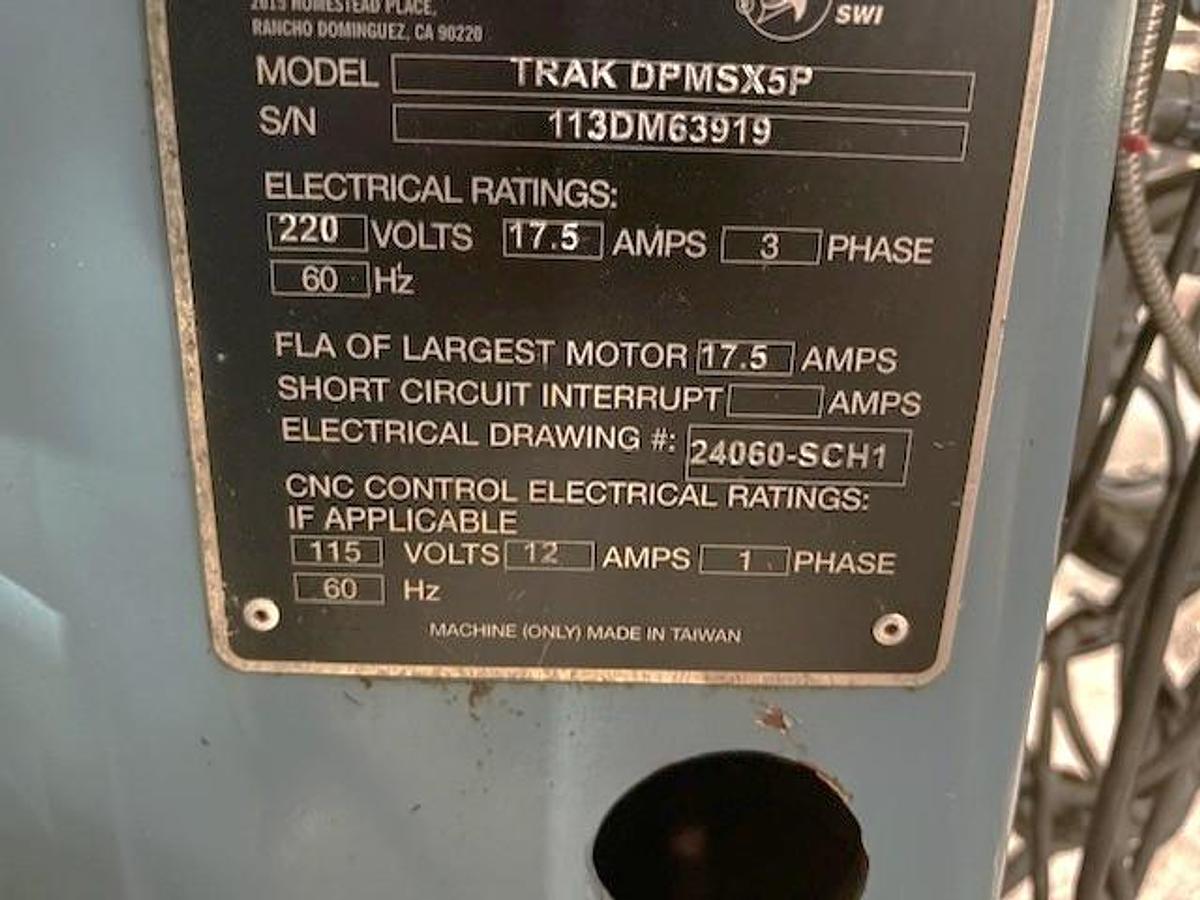 2615 HOMESTEAD PLACE.
RANCHO DOMINGUEZ, CA 90220
® SWI
MODEL TRAK DPMSX5P
S/N 113DM63919
ELECTRICAL RATINGS:
220 VOLTS 17.5 AMPS 3 PHASE
60 Hz
FLA OF LARGEST MOTOR 17.5 AMPS
SHORT CIRCUIT INTERRUPT AMPS
ELECTRICAL DRAWING #: 24060-SCH1
CNC CONTROL ELECTRICAL RATINGS:
IF APPLICABLE
115 VOLTS 12 AMPS 1 PHASE
60 Hz
MACHINE (ONLY) MADE IN TAIWAN